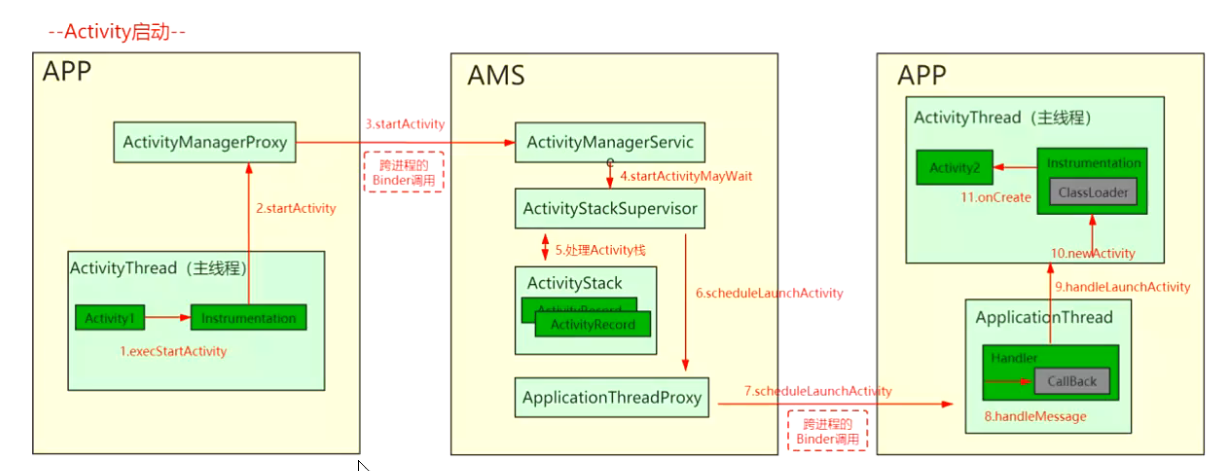 --Activity启动--
APP
ActivityManagerProxy
2.startActivity
ActivityThread（主线程）
Activity1
Instrumentation
1.execStartActivity
3.startActivity
跨进程的
Binder调用
AMS
ActivityManagerServic
4.startActivityMayWait
ActivityStackSupervisor
5.处理Activity栈
ActivityStack
ActivityRecord
ActivityRecord
6.scheduleLaunchActivity
ApplicationThreadProxy
7.scheduleLaunchActivity
跨进程的
Binder调用
APP
ActivityThread（主线程）
Activity2
Instrumentation
ClassLoader
11.onCreate
10.newActivity
9.handleLaunchActivity
ApplicationThread
Handler
CallBack
8.handleMessage